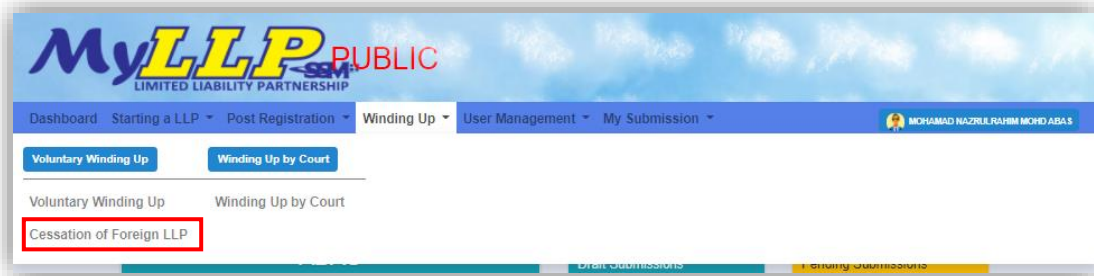 MyLLP SSM PUBLIC
LIMITED LIABILITY PARTNERSHIP
Dashboard Starting a LLP Post Registration Winding Up User Management My Submission MOHAMAD NAZRULRAHIM MOHD ABAS
Voluntary Winding Up Winding Up by Court
Voluntary Winding Up Winding Up by Court
Cessation of Foreign LLP
Draft Submissions Pending Submissions